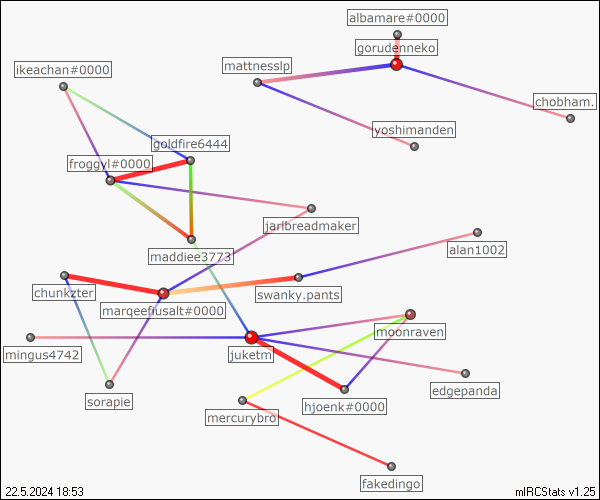 albamare#0000
gorudenneko
mattnesslp
ikeachan#0000
chobham.
yoshimanden
goldfire6444
froggyl#0000
jarlbreadmaker
alan1002
maddiee3773
chunkzter
swanky.pants
marqeefiusalt#0000
moonraven
mingus4742
juketm
edgepanda
sorapie
hjoenk#0000
mercurybro
fakedingo
22.5.2024 18:53
mIRCStats v1.25